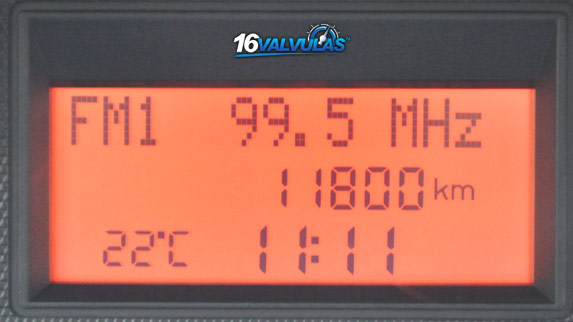 16VALVULAS
FM1 99.5 MHz
11800 km
22°C 11:11